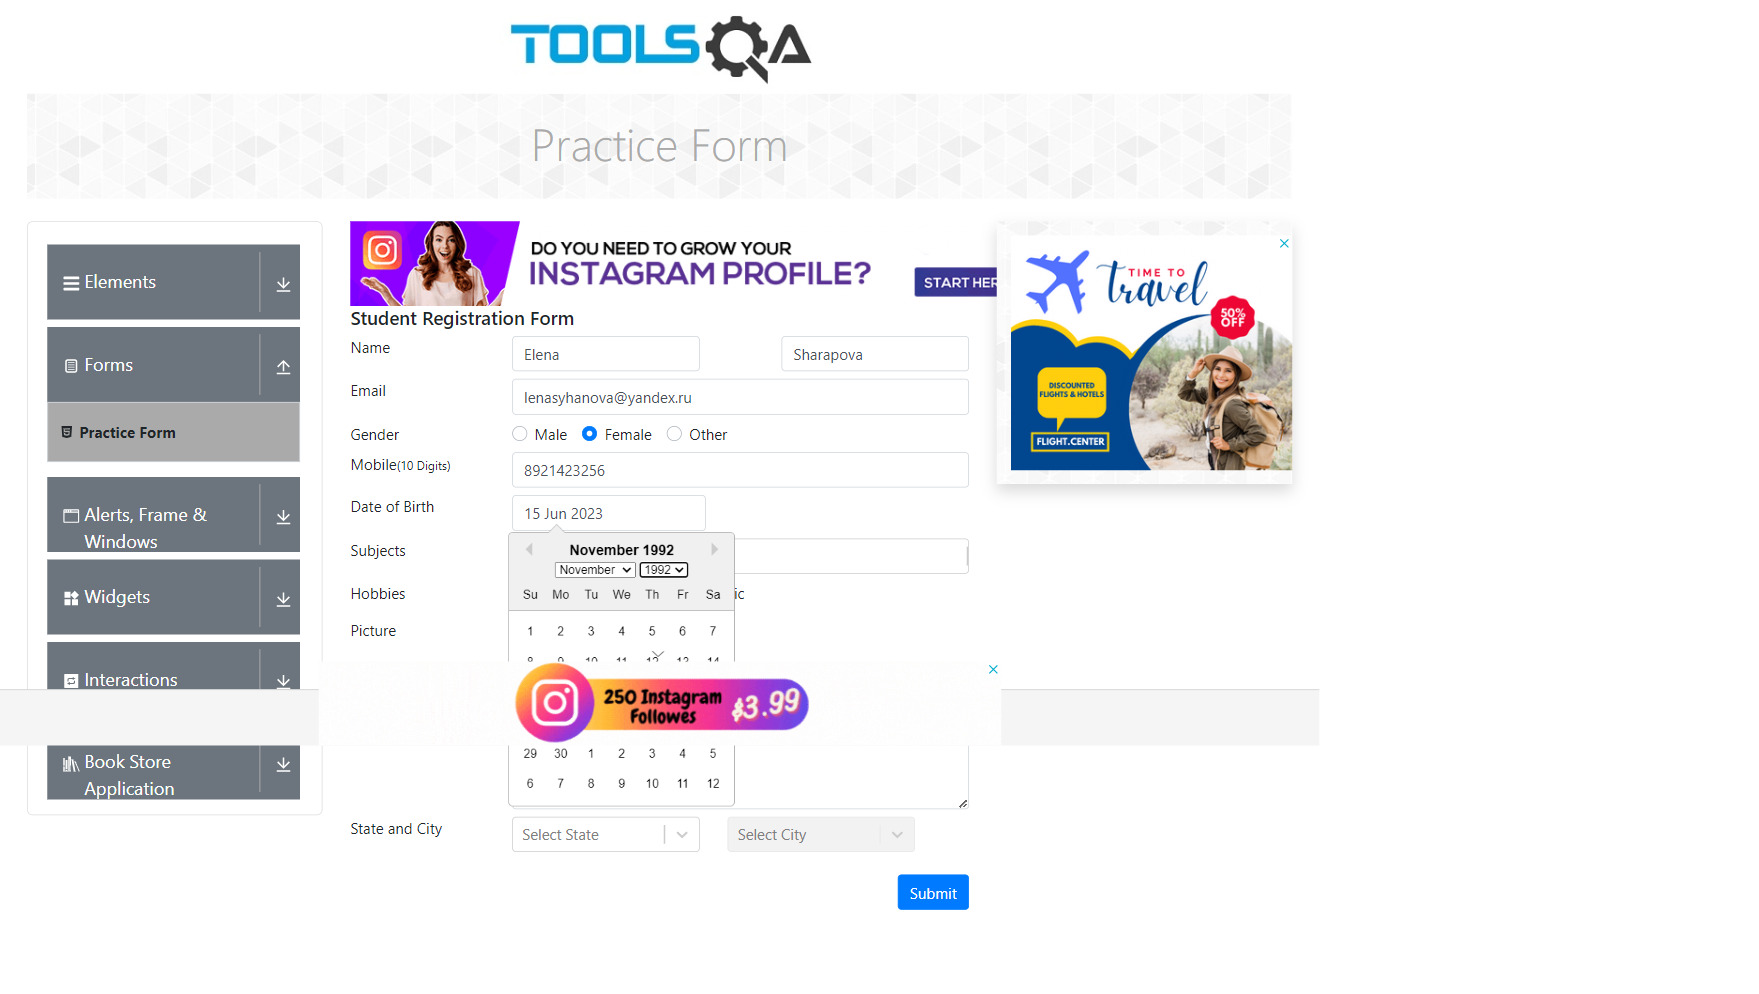 TOOLSQA
Practice Form
Elements
Forms
Practice Form
Alerts, Frame &
Windows
Widgets
Interactions
Book Store
Application
DO YOU NEED TO GROW YOUR
INSTAGRAM PROFILE?
START HER
Student Registration Form
Name
Elena
Sharapova
Email
lenasyhanova@yandex.ru
Gender
Male
Female
Other
Mobile(10 Digits)
8921423256
Date of Birth
15 Jun 2023
November 1992
November
1992
Su Mo Tu We Th Fr Sa
1 2 3 4 5 6 7
8 9 10 11 12 13 14
29 30 1 2 3 4 5
6 7 8 9 10 11 12
Subjects
Hobbies
ic
Picture
250 Instagram
Followes
$3.99
State and City
Select State
Select City
Submit
TIME TO
travel
50%
OFF
DISCOUNTED
FLIGHTS & HOTELS
FLIGHT.CENTER